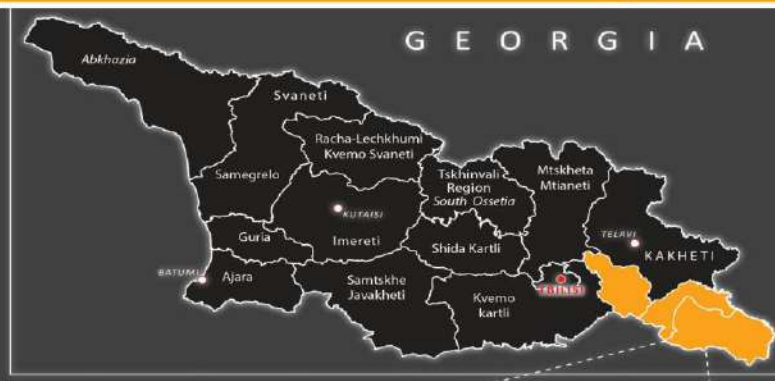 GEORGIA
Abkhazia
Svaneti
Racha-Lechkhumi
Kvemo Svaneti
Samegrelo
Tskhinvali
Region
South Ossetia
Mtskheta
Mtianeti
KUTAISI
TELAVI
Guria
Imereti
Shida Kartli
KAKHETI
BATUMI
Ajara
Samtskhe
Javakheti
Kvemo
kartli
TBILISI